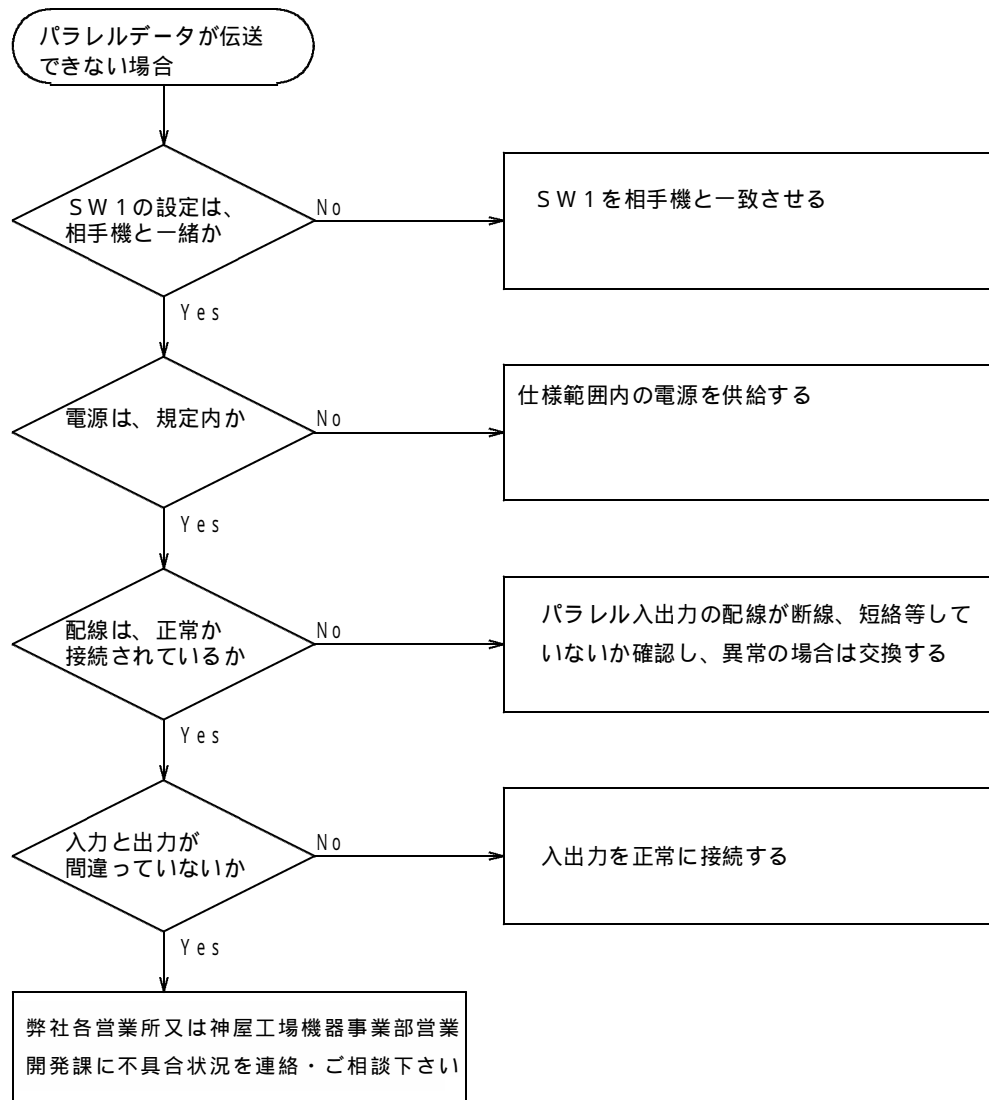 パラレルデータが伝送
できない場合
ＳＷ１の設定は、
相手機と一緒か
No
ＳＷ１を相手機と一致させる
Yes
電源は、規定内か
No
仕様範囲内の電源を供給する
Yes
配線は、正常か
接続されているか
No
パラレル入出力の配線が断線、短絡等して
いないか確認し、異常の場合は交換する
Yes
入力と出力が
間違っていないか
No
入出力を正常に接続する
Yes
弊社各営業所又は神屋工場機器事業部営業
開発課に不具合状況を連絡・ご相談下さい